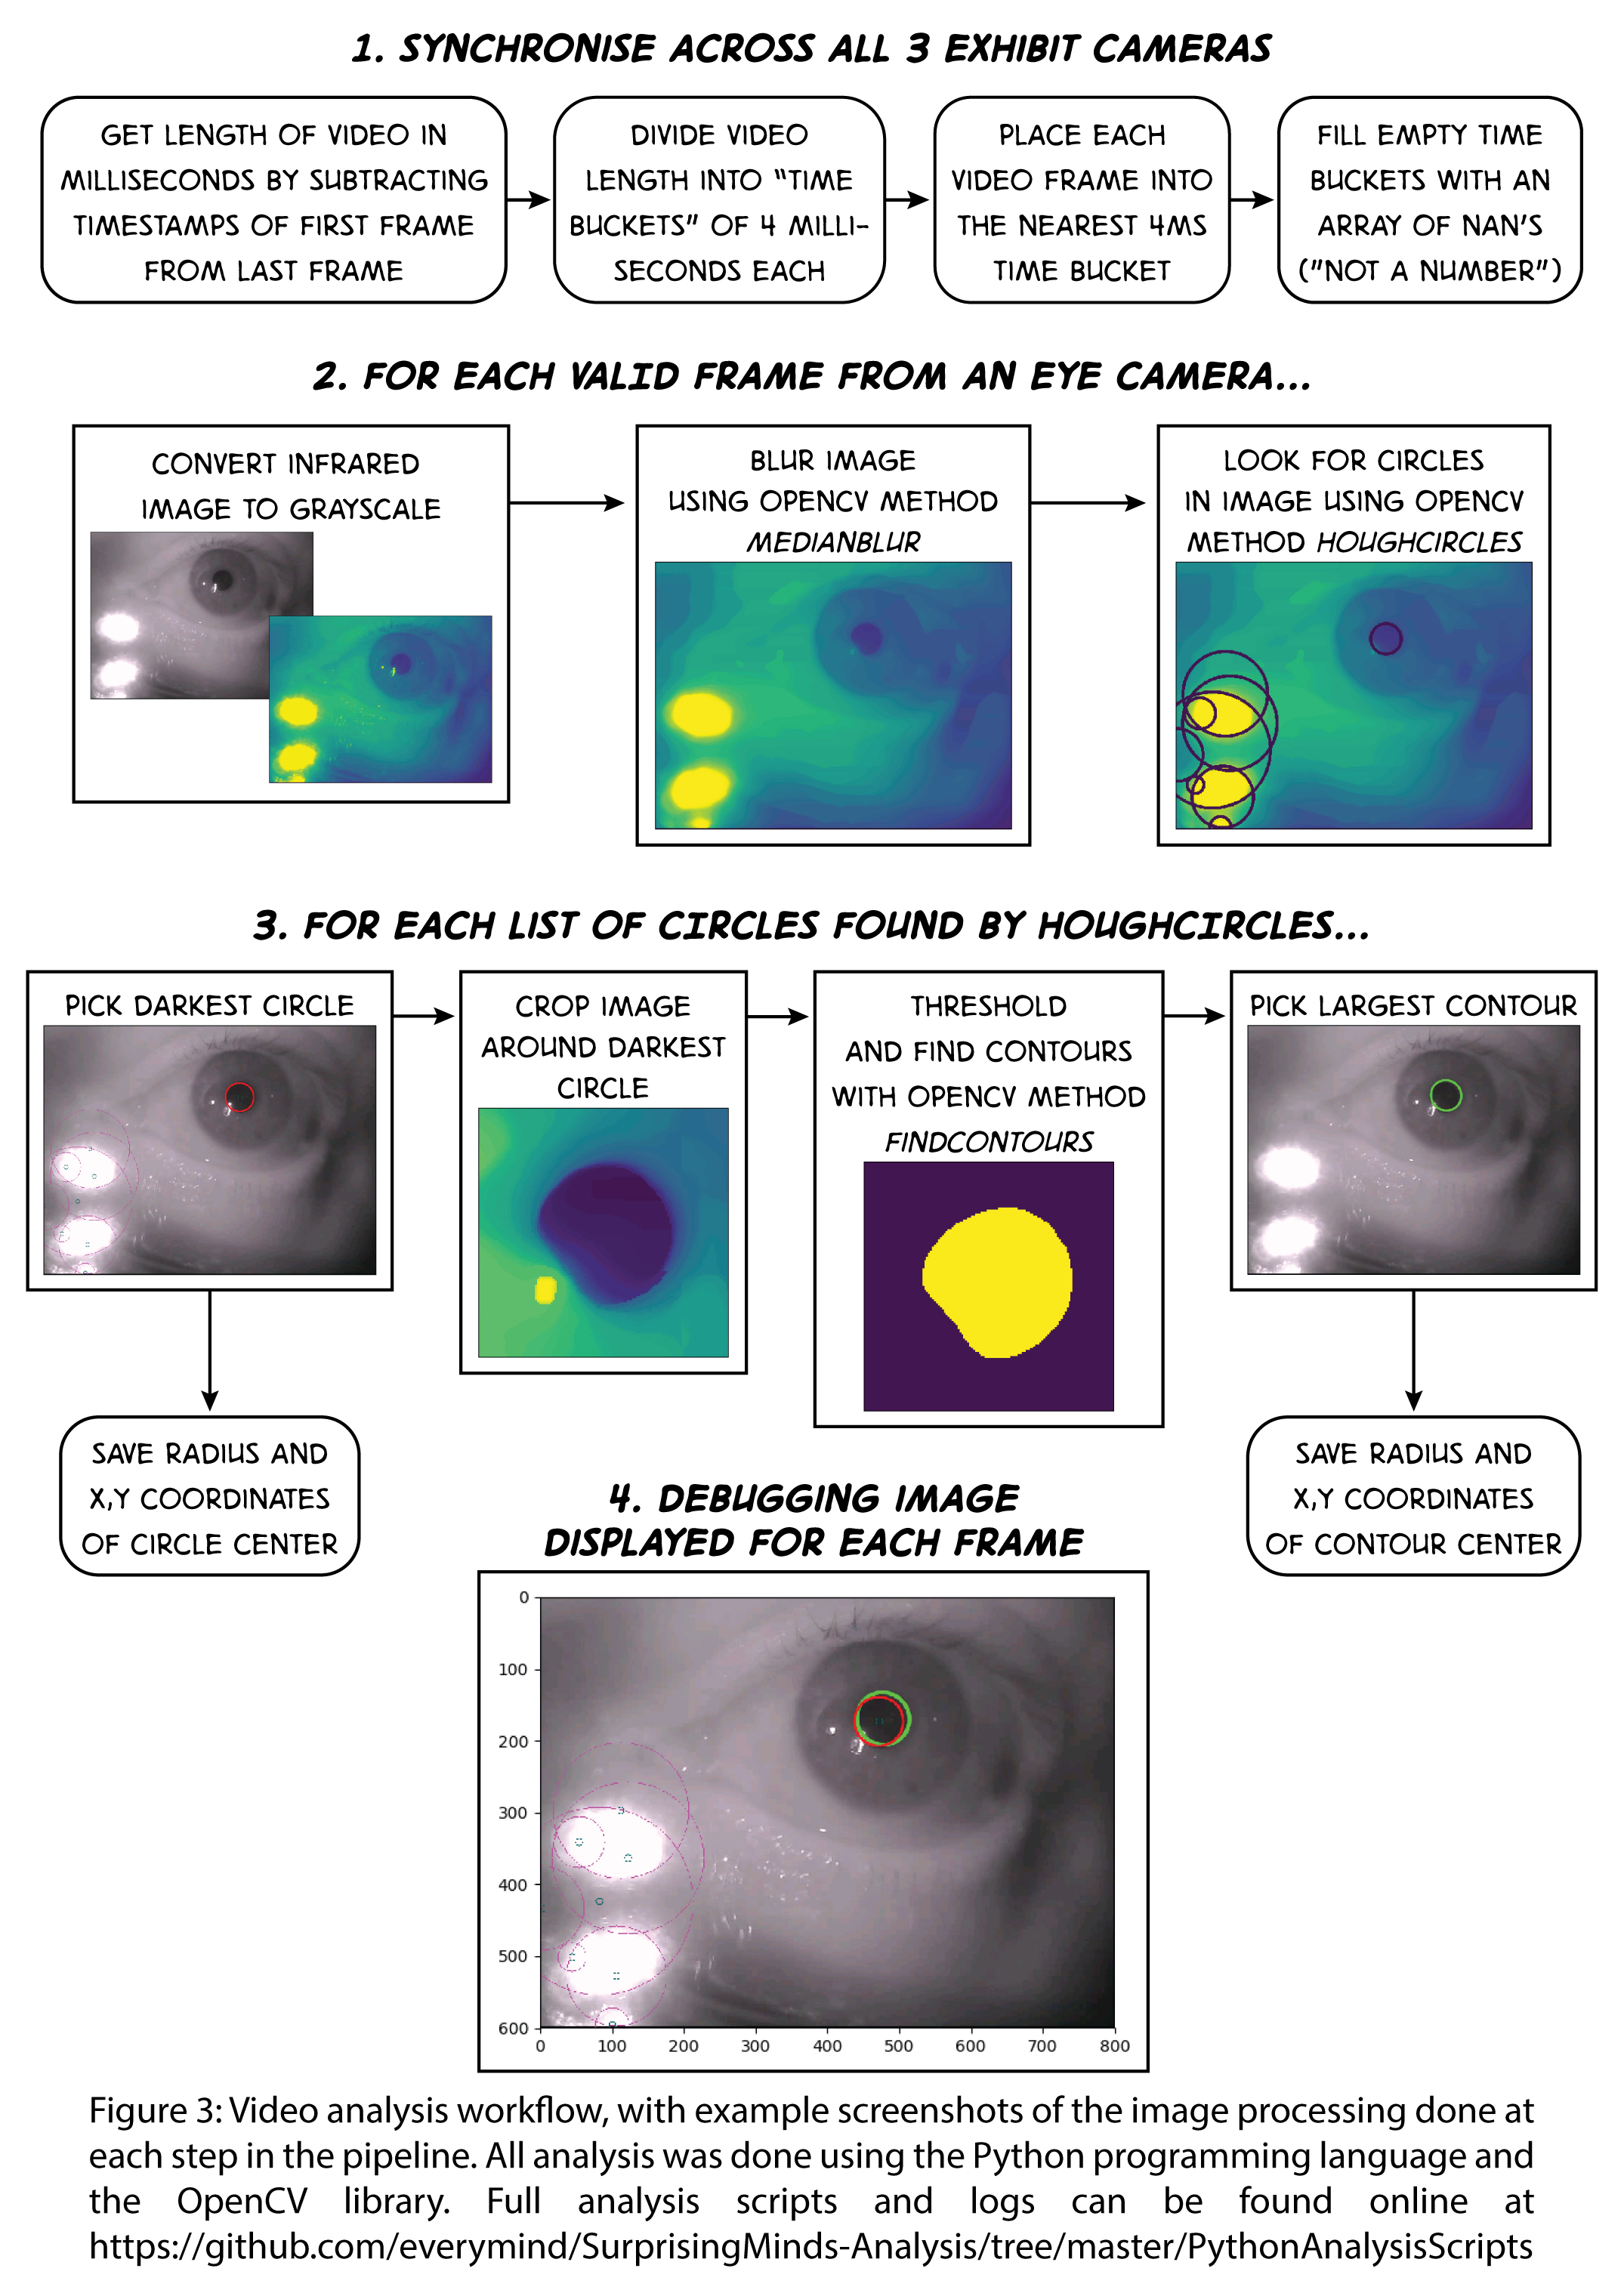 1. SYNCHRONISE ACROSS ALL 3 EXHIBIT CAMERAS
GET LENGTH OF VIDEO IN
MILLISECONDS BY SUBTRACTING
TIMESTAMPS OF FIRST FRAME
FROM LAST FRAME
DIVIDE VIDEO
LENGTH INTO "TIME
BUCKETS" OF 4 MILLI-
SECONDS EACH
PLACE EACH
VIDEO FRAME INTO
THE NEAREST 4MS
TIME BUCKET
FILL EMPTY TIME
BUCKETS WITH AN
ARRAY OF NAN'S
("NOT A NUMBER")
2. FOR EACH VALID FRAME FROM AN EYE CAMERA...
CONVERT INFRARED
IMAGE TO GRAYSCALE
BLUR IMAGE
USING OPENCV METHOD
MEDIANBLUR
LOOK FOR CIRCLES
IN IMAGE USING OPENCV
METHOD HOUGHCIRCLES
3. FOR EACH LIST OF CIRCLES FOUND BY HOUGHCIRCLES...
PICK DARKEST CIRCLE
CROP IMAGE
AROUND DARKEST
CIRCLE
THRESHOLD
AND FIND CONTOURS
WITH OPENCV METHOD
FINDCONTOURS
PICK LARGEST CONTOUR
SAVE RADIUS AND
X,Y COORDINATES
OF CIRCLE CENTER
SAVE RADIUS AND
X,Y COORDINATES
OF CONTOUR CENTER
4. DEBUGGING IMAGE
DISPLAYED FOR EACH FRAME
0
100
200
300
400
500
600
0 100 200 300 400 500 600 700 800
Figure 3: Video analysis workflow, with example screenshots of the image processing done at
each step in the pipeline. All analysis was done using the Python programming language and
the OpenCV library. Full analysis scripts and logs can be found online at
https://github.com/everymind/SurprisingMinds-Analysis/tree/master/PythonAnalysisScripts